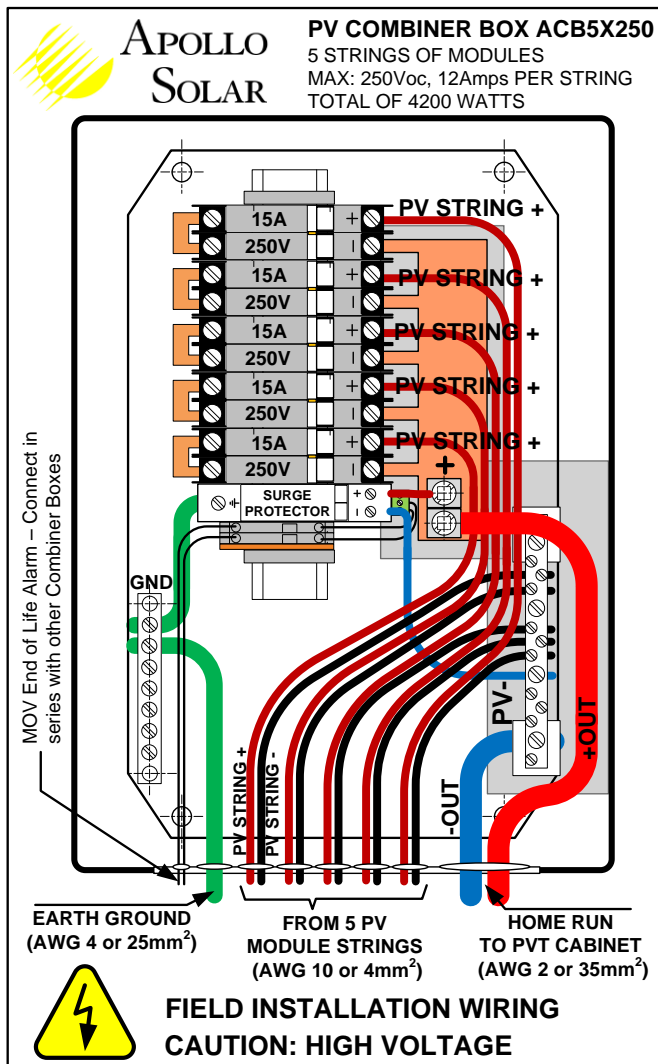 APOLLO
SOLAR
PV COMBINER BOX ACB5X250
5 STRINGS OF MODULES
MAX: 250Voc, 12Amps PER STRING
TOTAL OF 4200 WATTS
15A + PV STRING +
250V –
15A + PV STRING +
250V –
15A + PV STRING +
250V –
15A + PV STRING +
250V –
15A + PV STRING +
250V –
+
SURGE +
PROTECTOR –
GND
MOV End of Life Alarm – Connect in
series with other Combiner Boxes
PV STRING +
PV STRING -
PV-
-OUT
+OUT
EARTH GROUND
(AWG 4 or 25mm²)
FROM 5 PV
MODULE STRINGS
(AWG 10 or 4mm²)
HOME RUN
TO PVT CABINET
(AWG 2 or 35mm²)
FIELD INSTALLATION WIRING
CAUTION: HIGH VOLTAGE